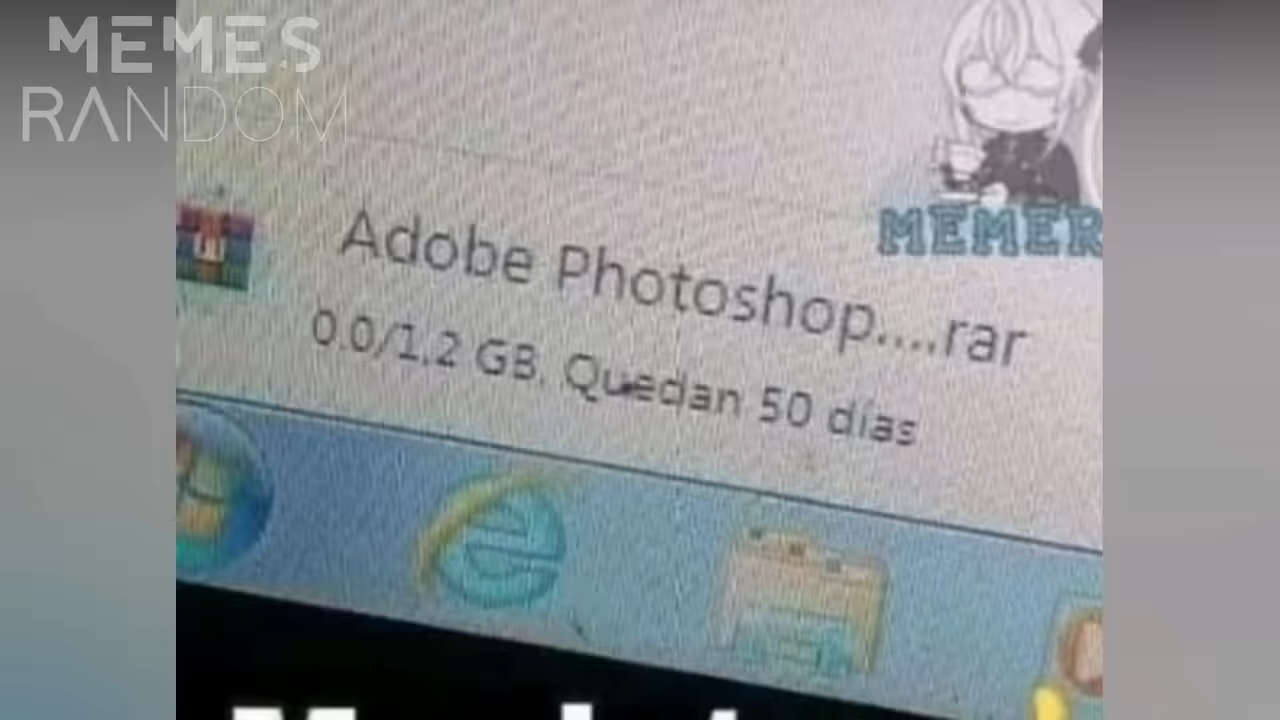 MEMES
RANDOM
MEMER
Adobe Photoshop....rar
0.0/1,2 GB, Quedan 50 días